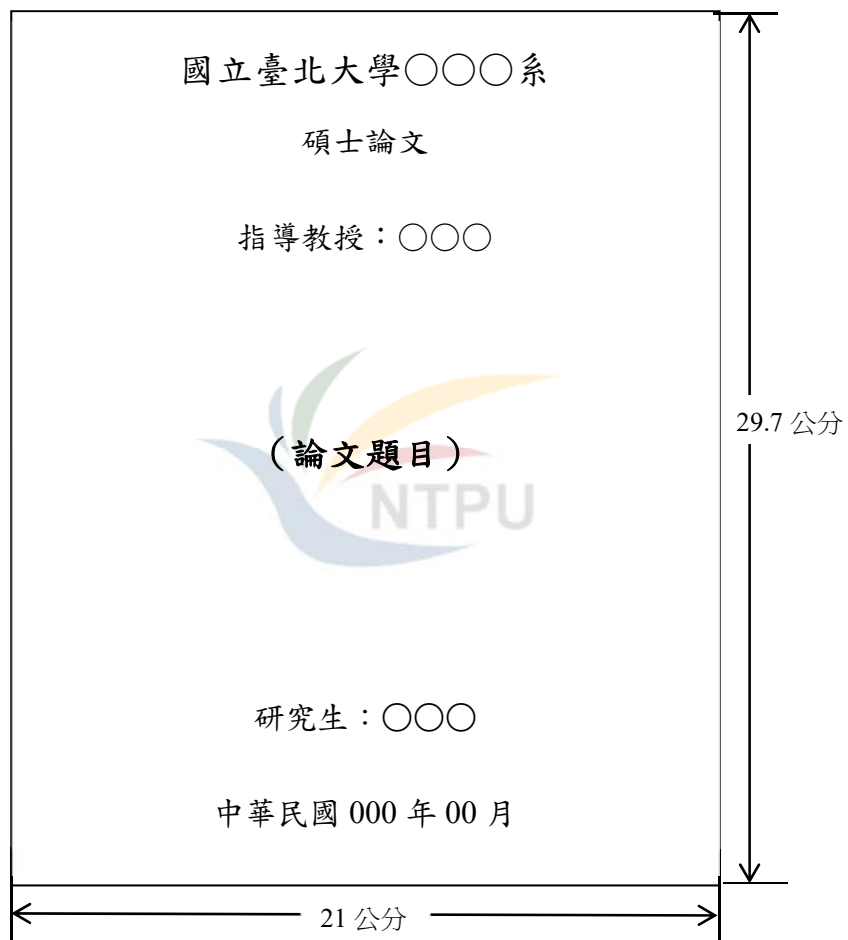 國立臺北大學○○○系
碩士論文
指導教授：○○○
29.7 公分
（論文題目）
NTPU
研究生：○○○
中華民國 000 年 00 月
21 公分